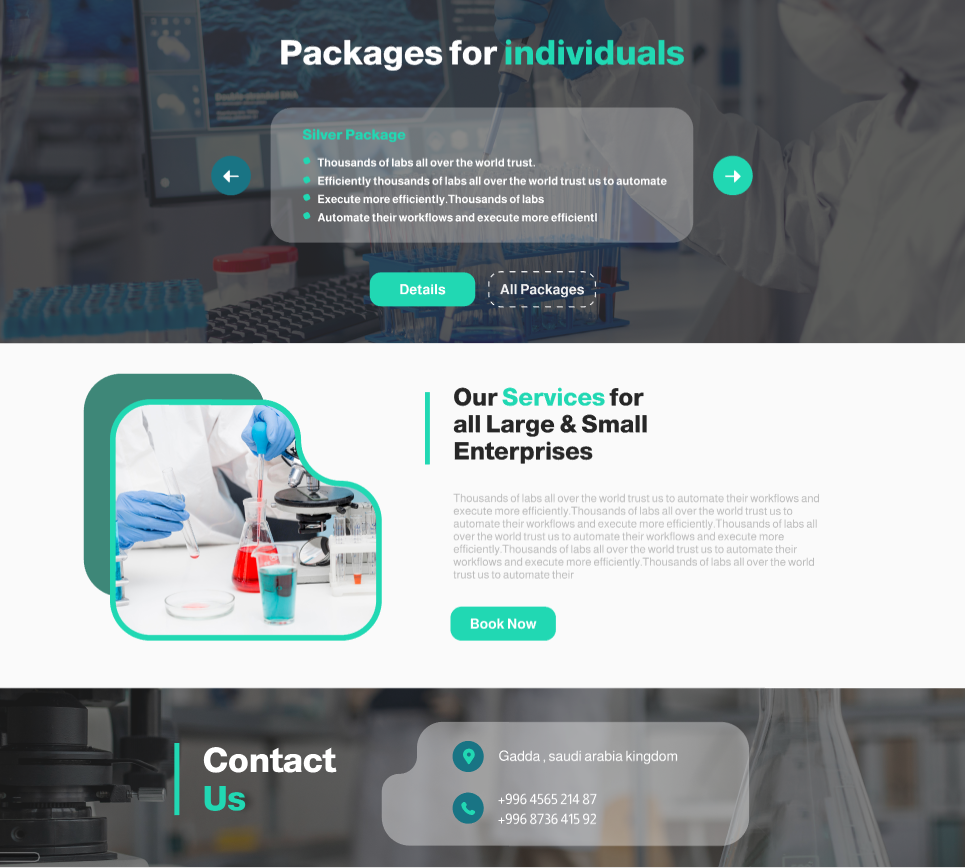 Packages for individuals
Silver Package
Thousands of labs all over the world trust.
Efficiently thousands of labs all over the world trust us to automate
Execute more efficiently.Thousands of labs
Automate their workflows and execute more efficientl
Details
All Packages
Our Services for
all Large & Small
Enterprises
Thousands of labs all over the world trust us to automate their workflows and
execute more efficiently.Thousands of labs all over the world trust us to
automate their workflows and execute more efficiently.Thousands of labs all
over the world trust us to automate their workflows and execute more
efficiently.Thousands of labs all over the world trust us to automate their
workflows and execute more efficiently.Thousands of labs all over the world
trust us to automate their
Book Now
Contact
Us
Gadda , saudi arabia kingdom
+996 4565 214 87
+996 8736 415 92